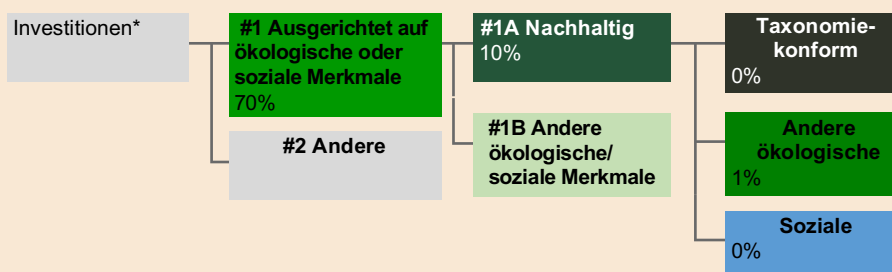 Investitionen*
#1 Ausgerichtet auf
ökologische oder
soziale Merkmale
70%
#2 Andere
#1A Nachhaltig
10%
#1B Andere
ökologische/
soziale Merkmale
Taxonomie-
konform
0%
Andere
ökologische
1%
Soziale
0%